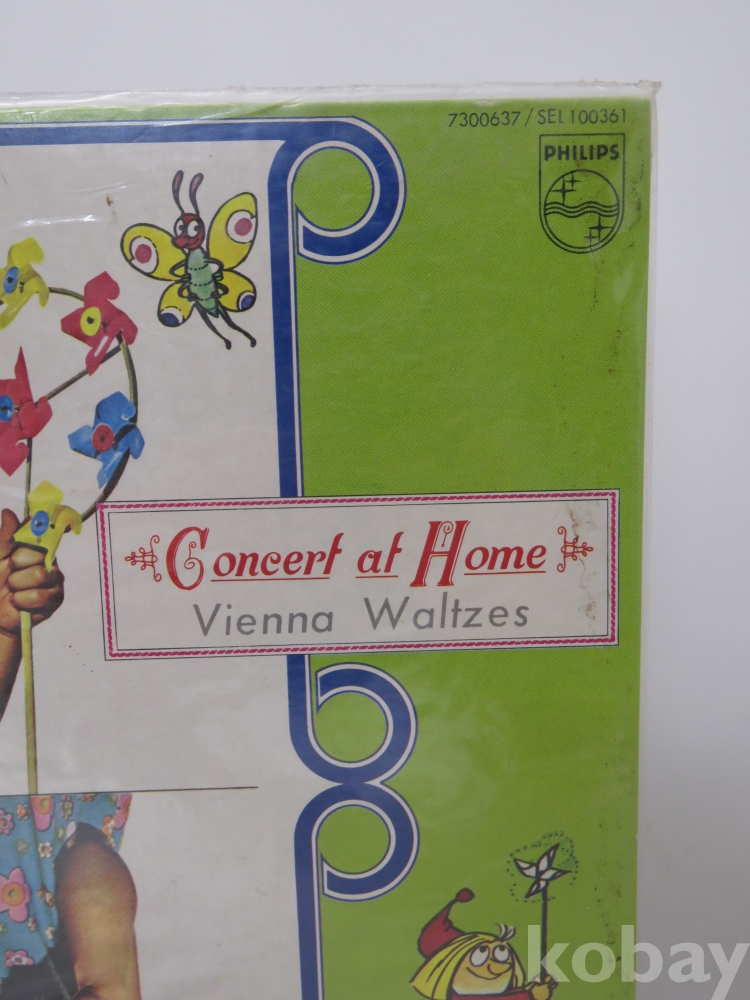 7300637 / SEL 100361
PHILIPS
Concert at Home
Vienna Waltzes
kobay